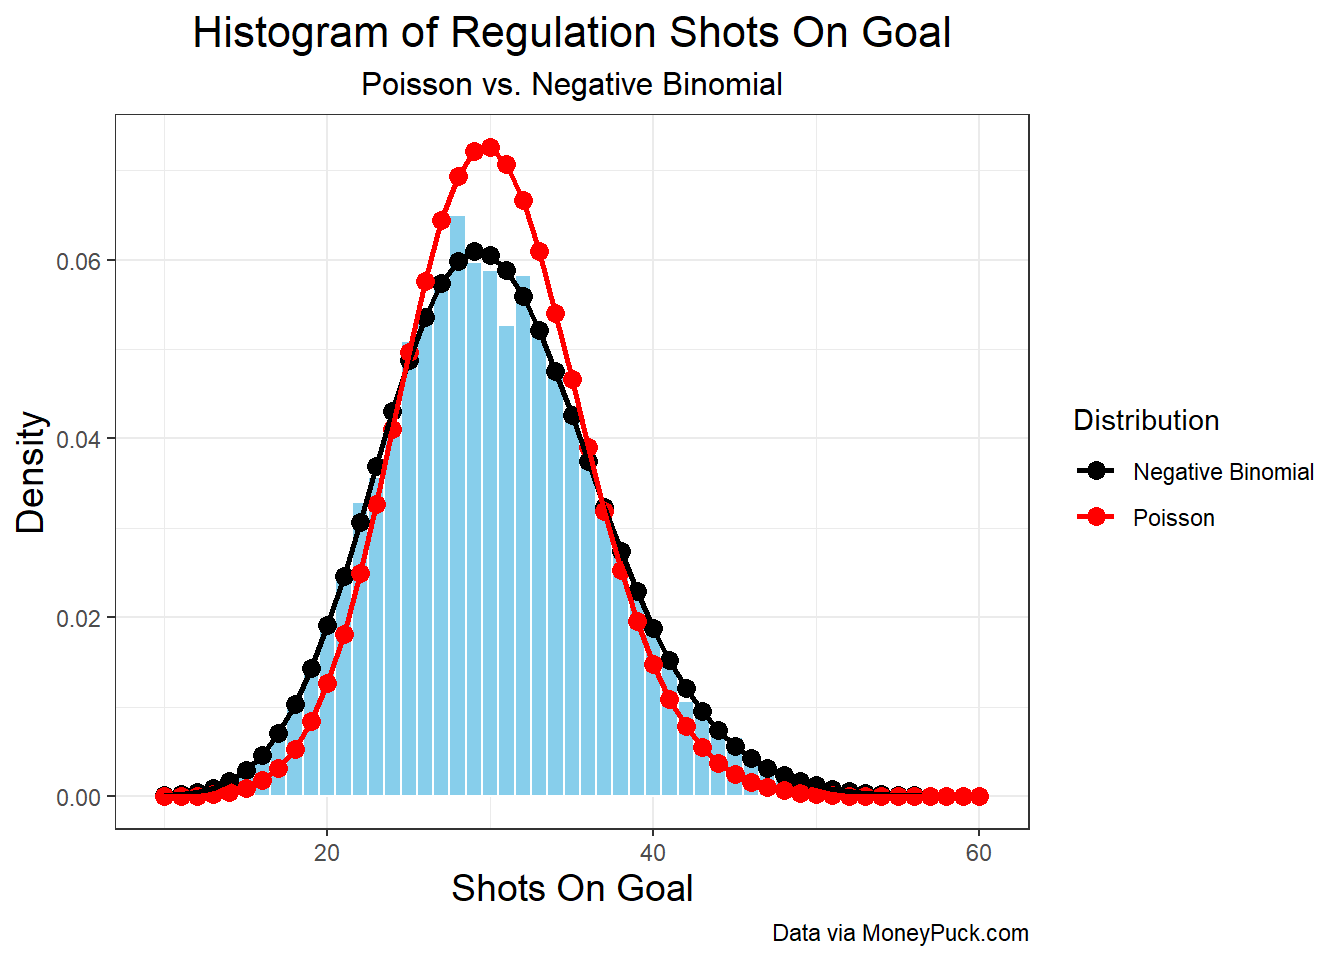 Histogram of Regulation Shots On Goal
Poisson vs. Negative Binomial
Density
0.06
0.04
0.02
0.00
20 40 60
Shots On Goal
Distribution
Negative Binomial
Poisson
Data via MoneyPuck.com